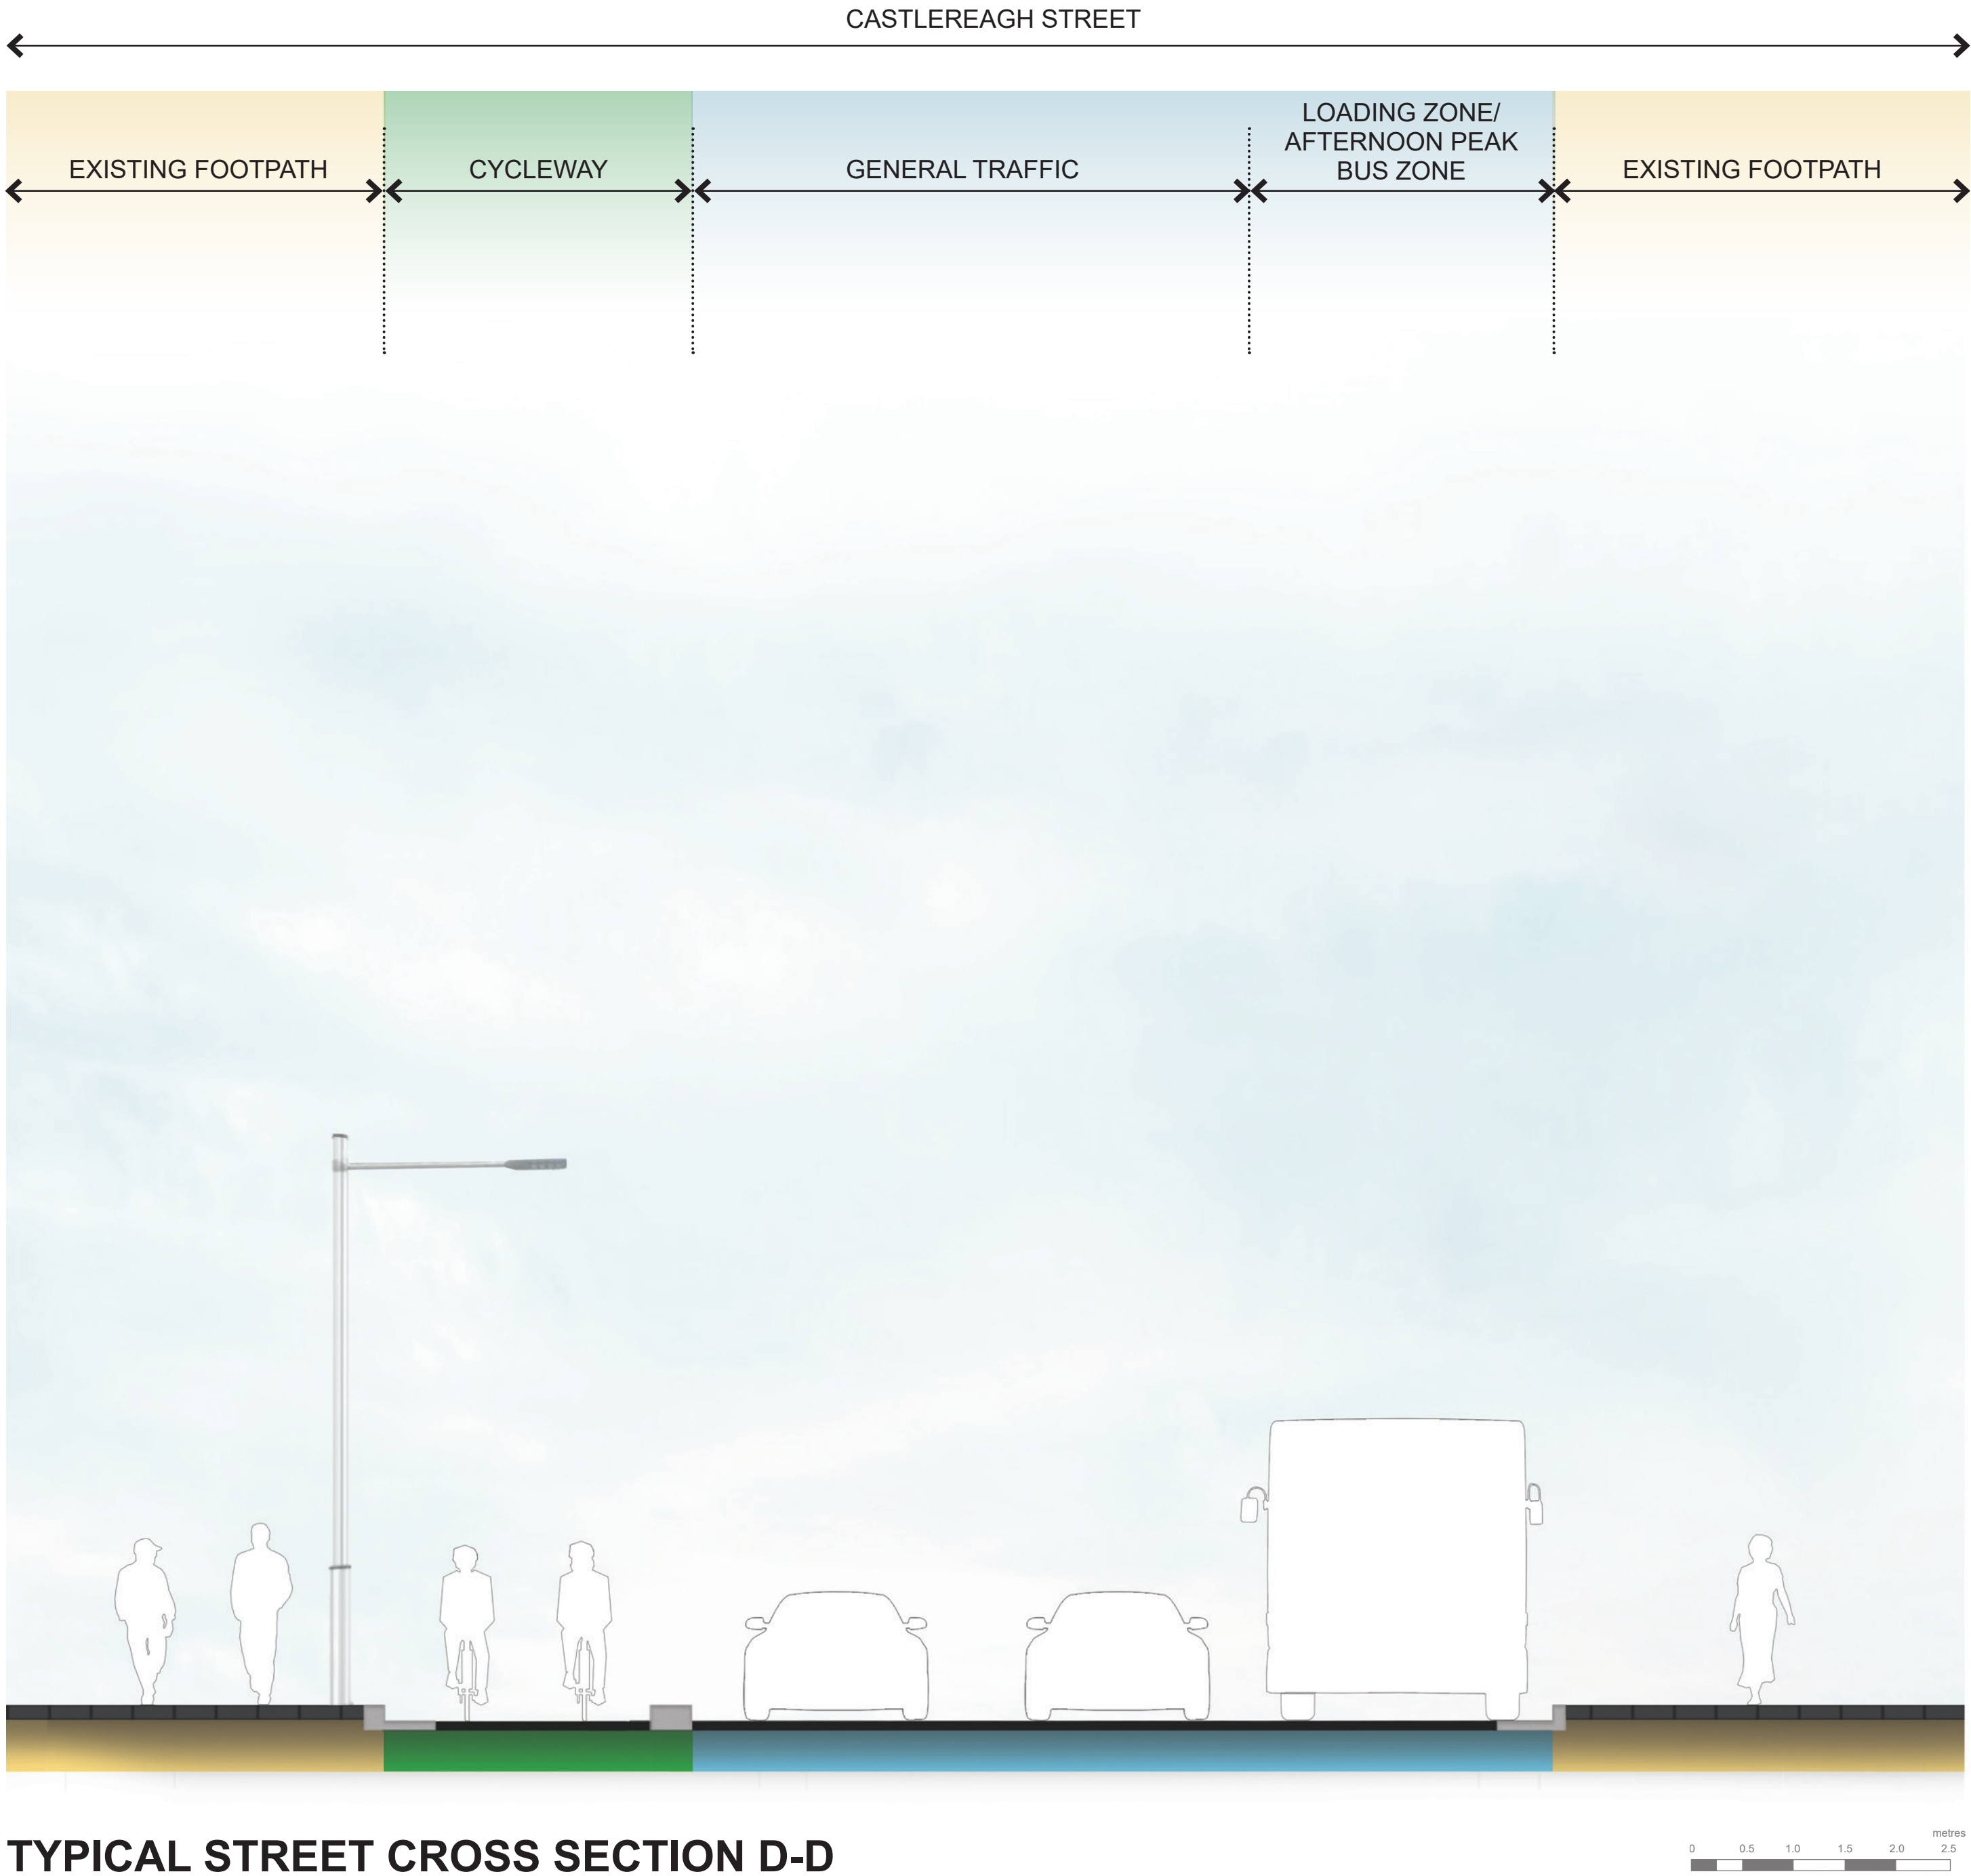 CASTLEREAGH STREET
EXISTING FOOTPATH
CYCLEWAY
GENERAL TRAFFIC
LOADING ZONE/
AFTERNOON PEAK
BUS ZONE
EXISTING FOOTPATH
TYPICAL STREET CROSS SECTION D-D
metres
0 0.5 1.0 1.5 2.0 2.5